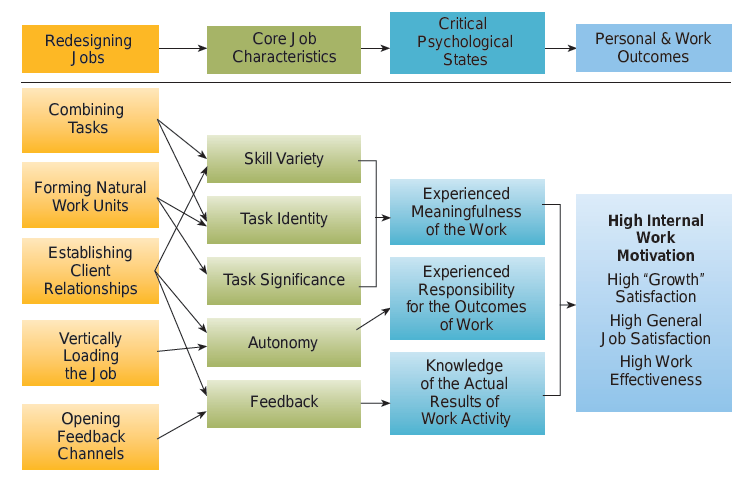 Redesigning
Jobs
Core Job
Characteristics
Critical
Psychological
States
Personal & Work
Outcomes
Combining
Tasks
Forming Natural
Work Units
Establishing
Client
Relationships
Vertically
Loading
the Job
Opening
Feedback
Channels
Skill Variety
Task Identity
Task Significance
Autonomy
Feedback
Experienced
Meaningfulness
of the Work
Experienced
Responsibility
for the Outcomes
of Work
Knowledge
of the Actual
Results of
Work Activity
High Internal
Work
Motivation
High “Growth”
Satisfaction
High General
Job Satisfaction
High Work
Effectiveness